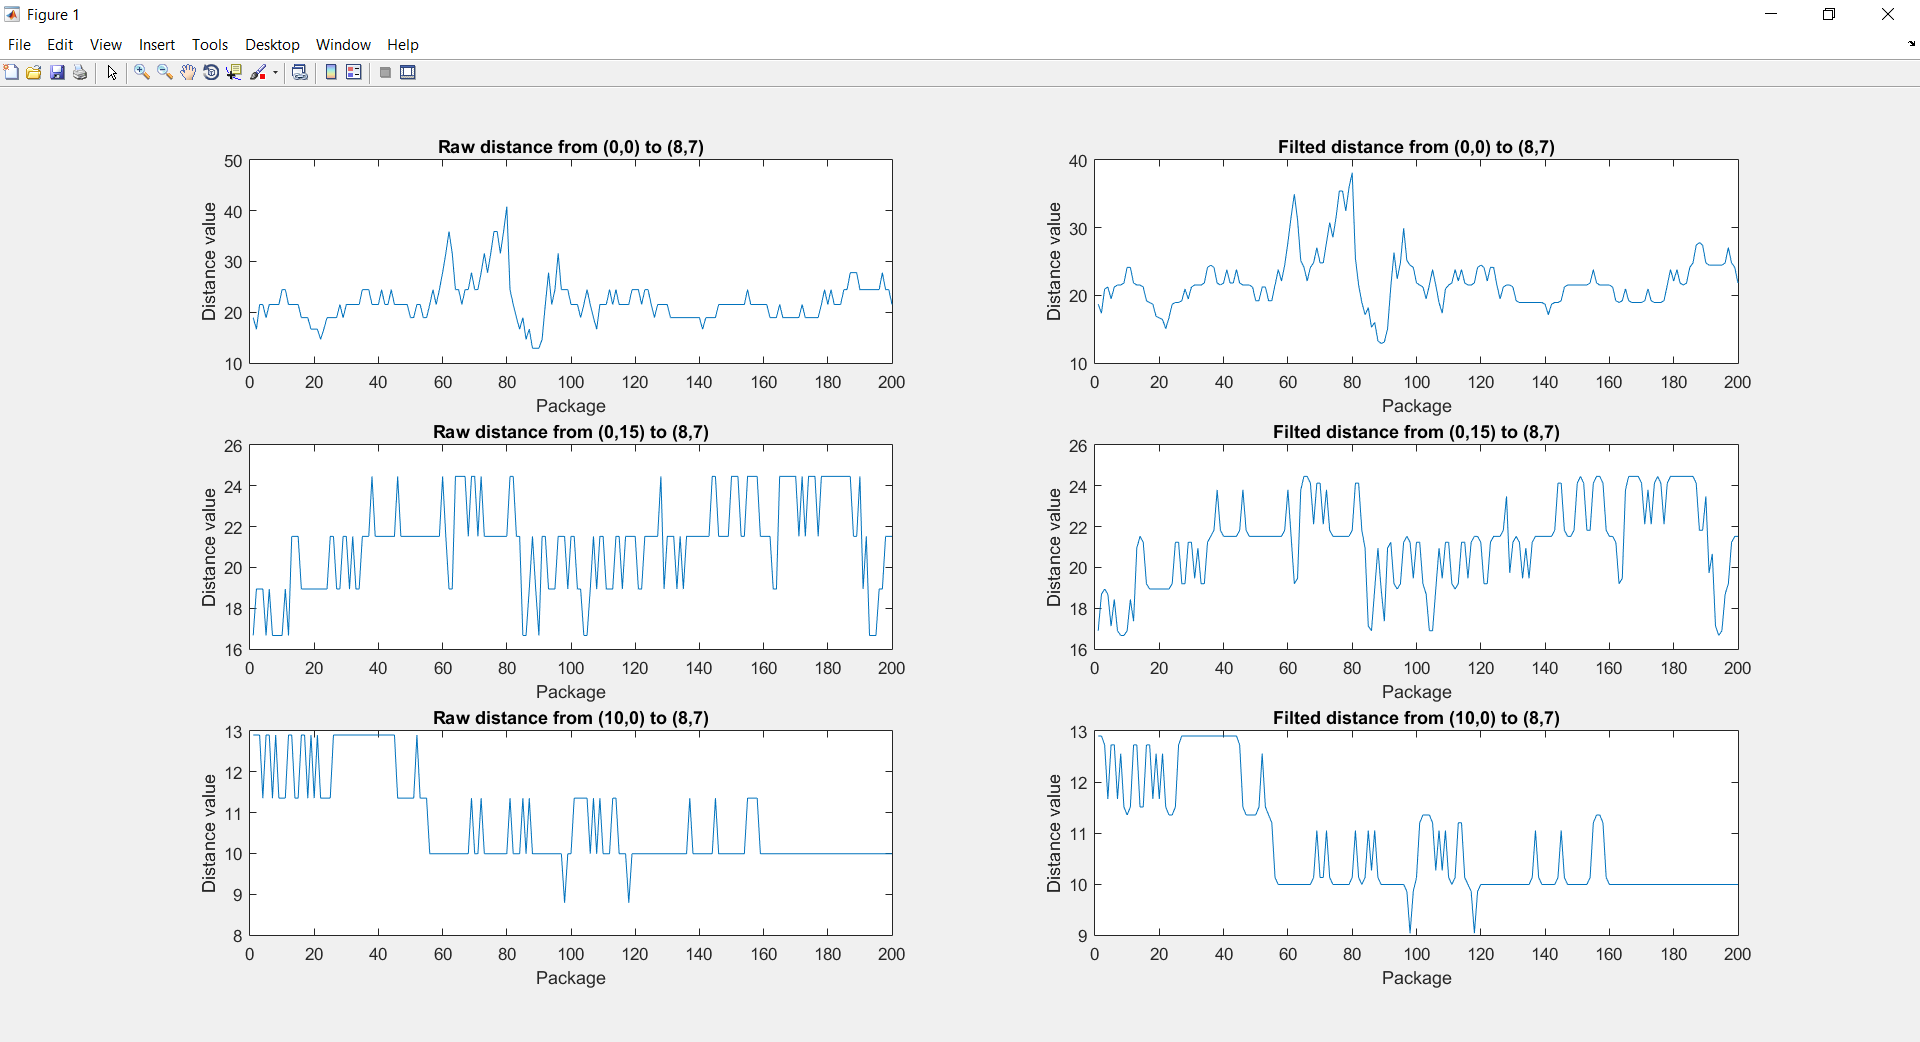 Figure 1
File Edit View Insert Tools Desktop Window Help
Raw distance from (0,0) to (8,7)
50
40
30
20
10
Distance value
0 20 40 60 80 100 120 140 160 180 200
Package
Filted distance from (0,0) to (8,7)
40
30
20
10
Distance value
0 20 40 60 80 100 120 140 160 180 200
Package
Raw distance from (0,15) to (8,7)
26
24
22
20
18
16
Distance value
0 20 40 60 80 100 120 140 160 180 200
Package
Filted distance from (0,15) to (8,7)
26
24
22
20
18
16
Distance value
0 20 40 60 80 100 120 140 160 180 200
Package
Raw distance from (10,0) to (8,7)
13
12
11
10
9
8
Distance value
0 20 40 60 80 100 120 140 160 180 200
Package
Filted distance from (10,0) to (8,7)
13
12
11
10
9
Distance value
0 20 40 60 80 100 120 140 160 180 200
Package